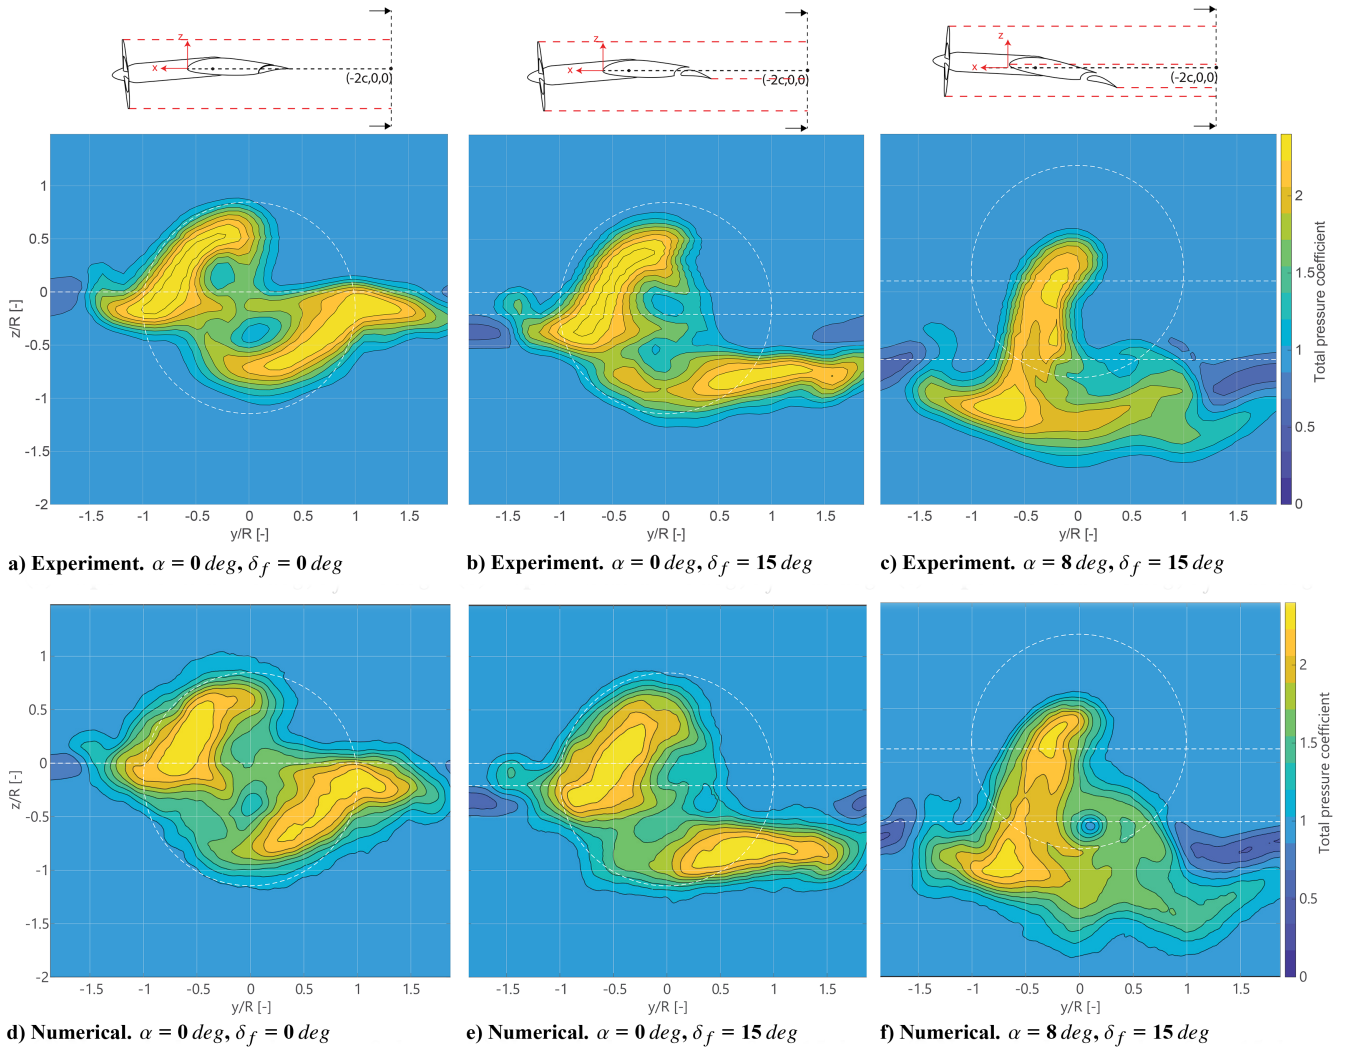 z
x
(-2c,0,0)
z
x
(-2c,0,0)
z
x
(-2c,0,0)
1
0.5
0
-0.5
-1
-1.5
-2
z/R [-]
-1.5 -1 -0.5 0 0.5 1 1.5
y/R [-]
-1.5 -1 -0.5 0 0.5 1 1.5
y/R [-]
-1.5 -1 -0.5 0 0.5 1 1.5
y/R [-]
2
1.5
1
0.5
0
Total pressure coefficient
a) Experiment. α = 0 deg, δf = 0 deg
b) Experiment. α = 0 deg, δf = 15 deg
c) Experiment. α = 8 deg, δf = 15 deg
1
0.5
0
-0.5
-1
-1.5
-2
z/R [-]
-1.5 -1 -0.5 0 0.5 1 1.5
y/R [-]
-1.5 -1 -0.5 0 0.5 1 1.5
y/R [-]
-1.5 -1 -0.5 0 0.5 1 1.5
y/R [-]
2
1.5
1
0.5
0
Total pressure coefficient
d) Numerical. α = 0 deg, δf = 0 deg
e) Numerical. α = 0 deg, δf = 15 deg
f) Numerical. α = 8 deg, δf = 15 deg